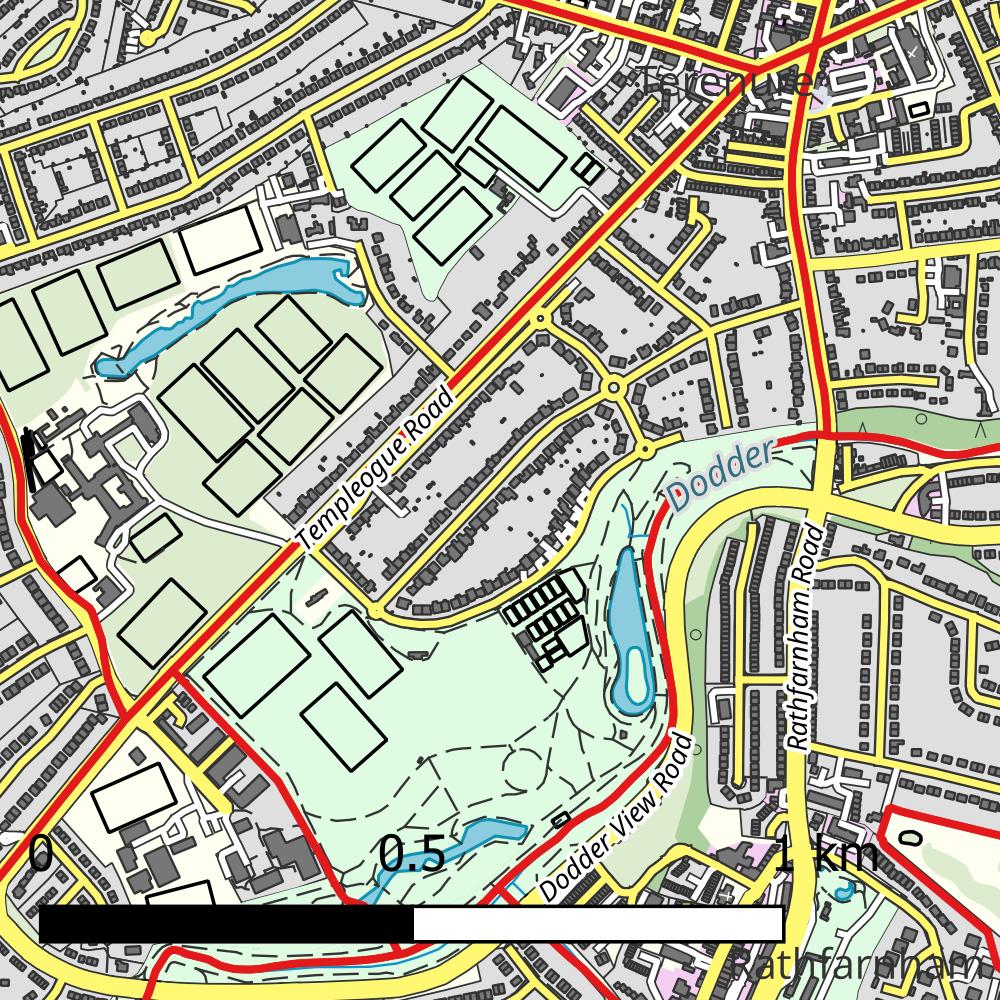 Terenure
Templeogue Road
Dodder
Rathfarnham Road
Dodder View Road
0
0.5
1 km
Rathfarnham